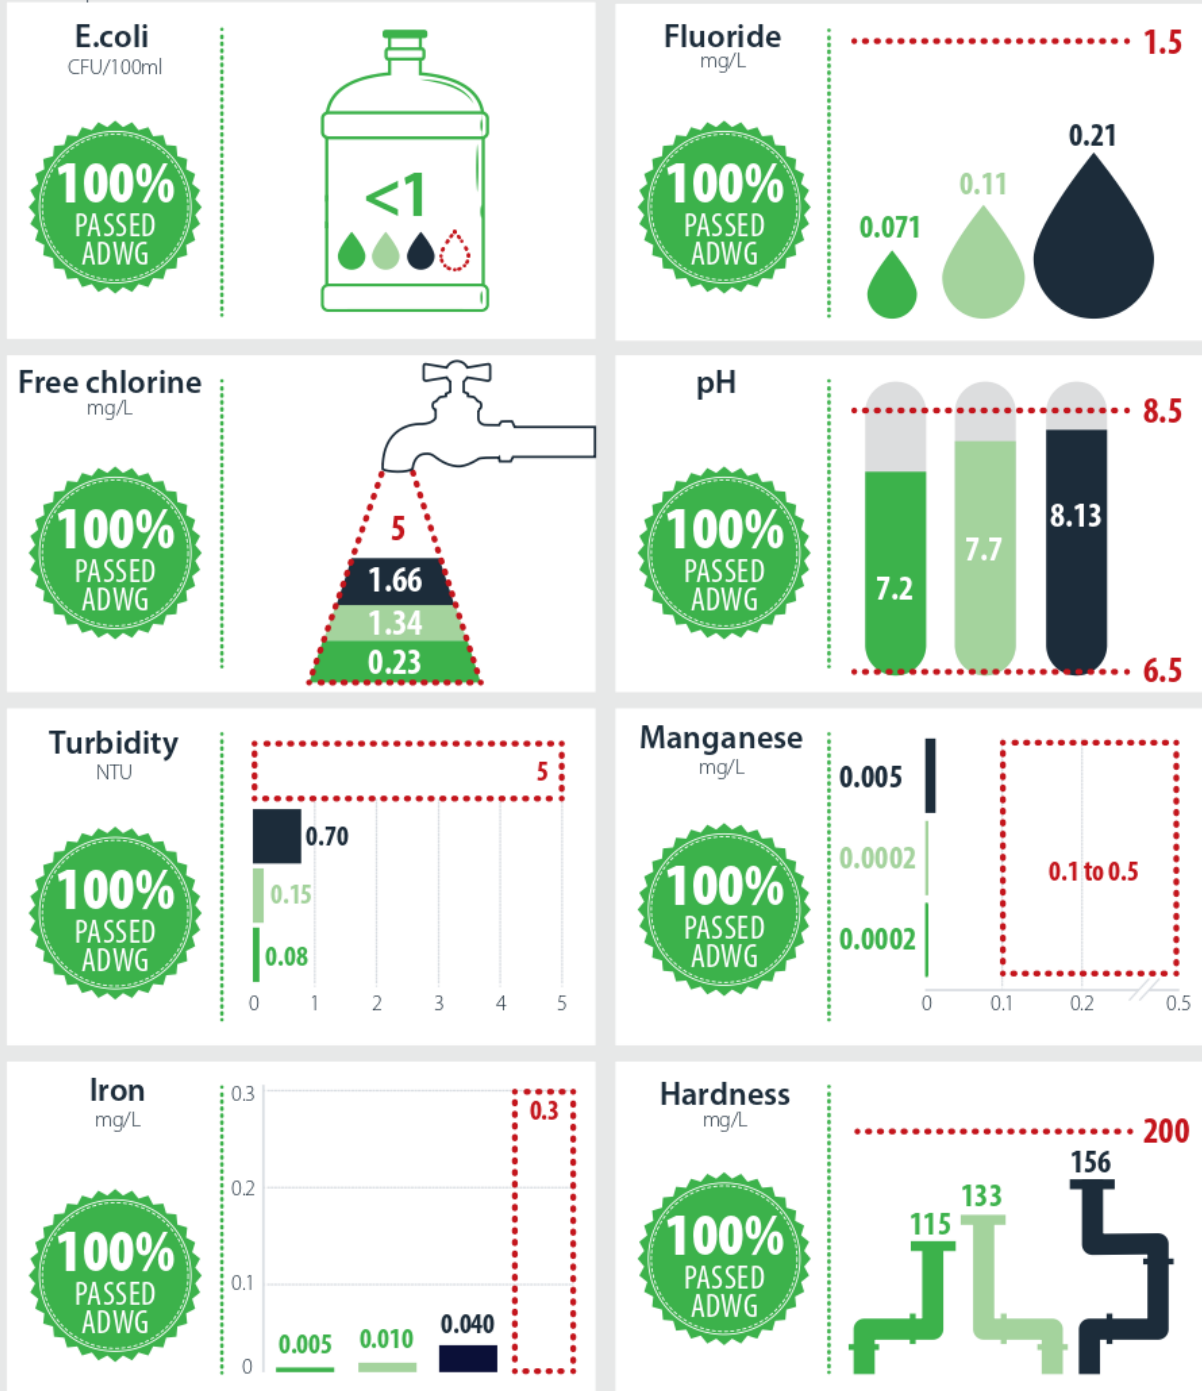 E.coli
CFU/100ml
100%
PASSED
ADWG
<1
Fluoride
mg/L
100%
PASSED
ADWG
1.5
0.21
0.11
0.071
Free chlorine
mg/L
100%
PASSED
ADWG
5
1.66
1.34
0.23
pH
100%
PASSED
ADWG
8.5
8.13
7.7
7.2
6.5
Turbidity
NTU
100%
PASSED
ADWG
5
0.70
0.15
0.08
0 1 2 3 4 5
Manganese
mg/L
100%
PASSED
ADWG
0.005
0.0002
0.1 to 0.5
0.0002
0 0.1 0.2 0.5
Iron
mg/L
100%
PASSED
ADWG
0.3
0.3
0.2
0.1
0.040
0.010
0.005
0
Hardness
mg/L
100%
PASSED
ADWG
200
156
133
115